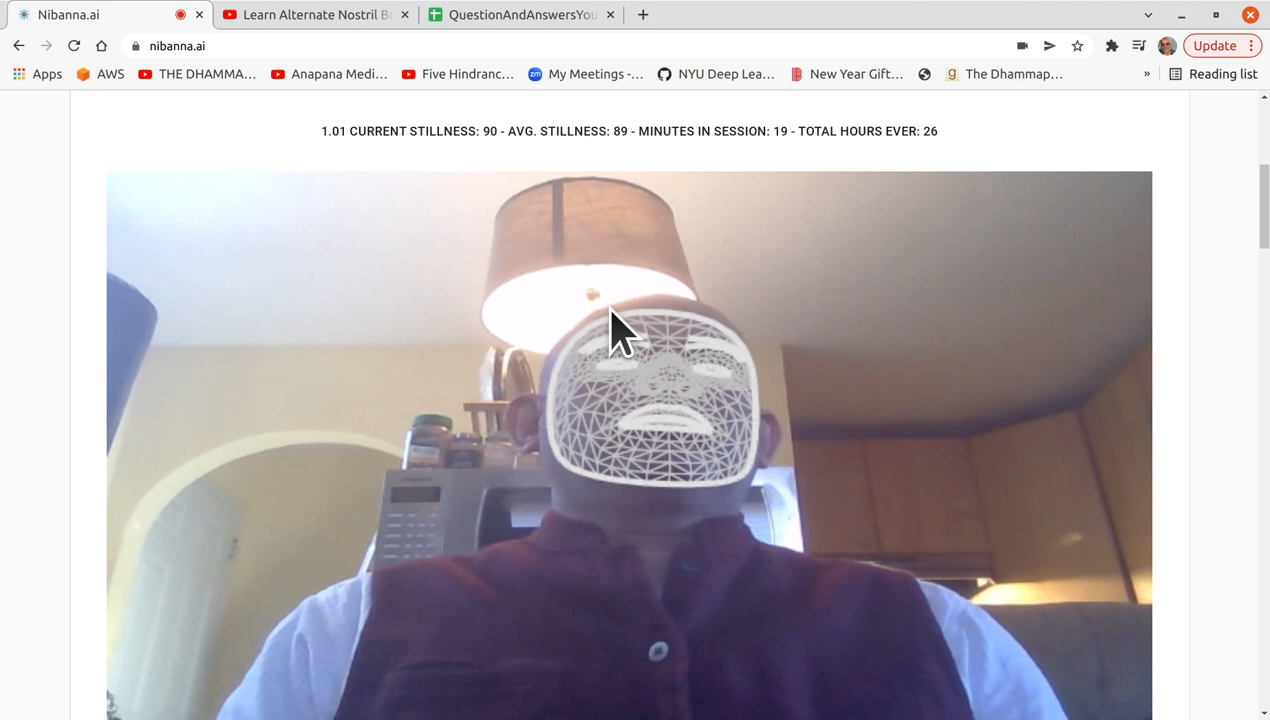 Nibanna.ai
Learn Alternate Nostril B
QuestionAndAnswersYou
nibanna.ai
Update
Apps AWS THE DHAMMA... Anapana Medi... Five Hindranc... My Meetings -... NYU Deep Lea... New Year Gift... The Dhammap... » Reading list
1.01 CURRENT STILLNESS: 90 - AVG. STILLNESS: 89 - MINUTES IN SESSION: 19 - TOTAL HOURS EVER: 26